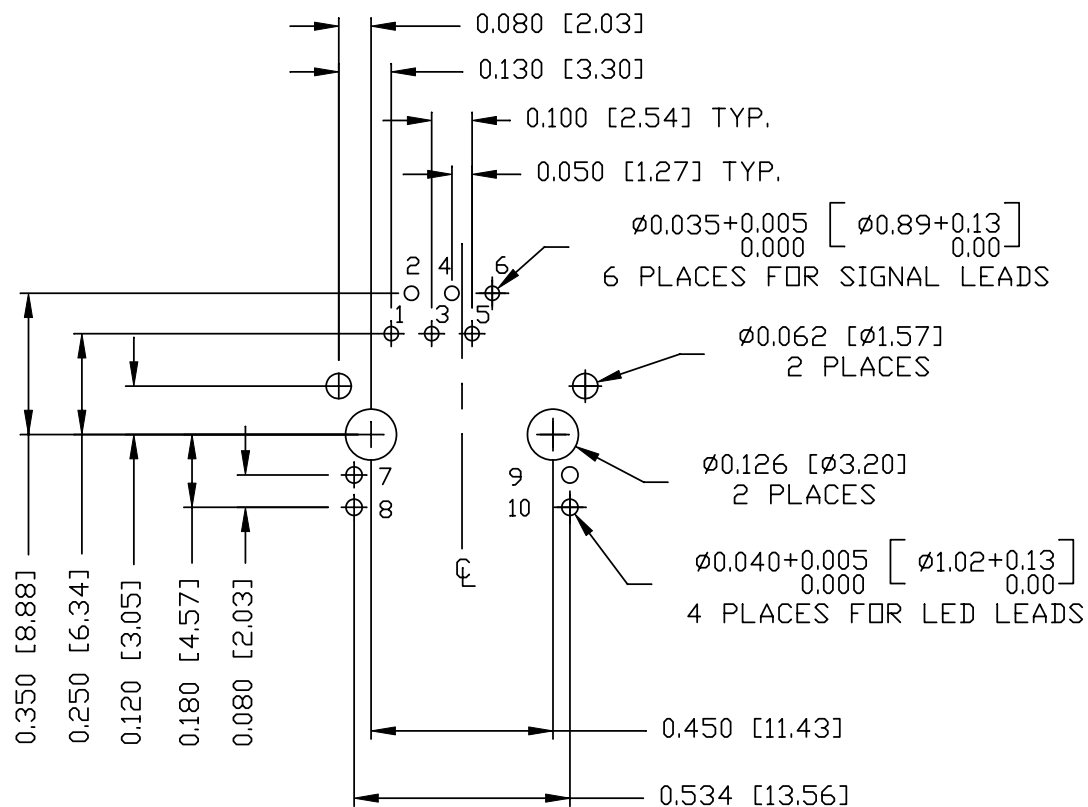 0.080 [2.03]
0.130 [3.30]
0.100 [2.54] TYP.
0.050 [1.27] TYP.
Ø0.035+0.005 [ Ø0.89+0.13 ]
0.000 0.00
6 PLACES FOR SIGNAL LEADS
2 4 6
1 3 5
Ø0.062 [Ø1.57]
2 PLACES
Ø0.126 [Ø3.20]
2 PLACES
7 9
8 10
Ø0.040+0.005 [ Ø1.02+0.13 ]
0.000 0.00
4 PLACES FOR LED LEADS
℄
0.350 [8.88]
0.250 [6.34]
0.120 [3.05]
0.180 [4.57]
0.080 [2.03]
0.450 [11.43]
0.534 [13.56]